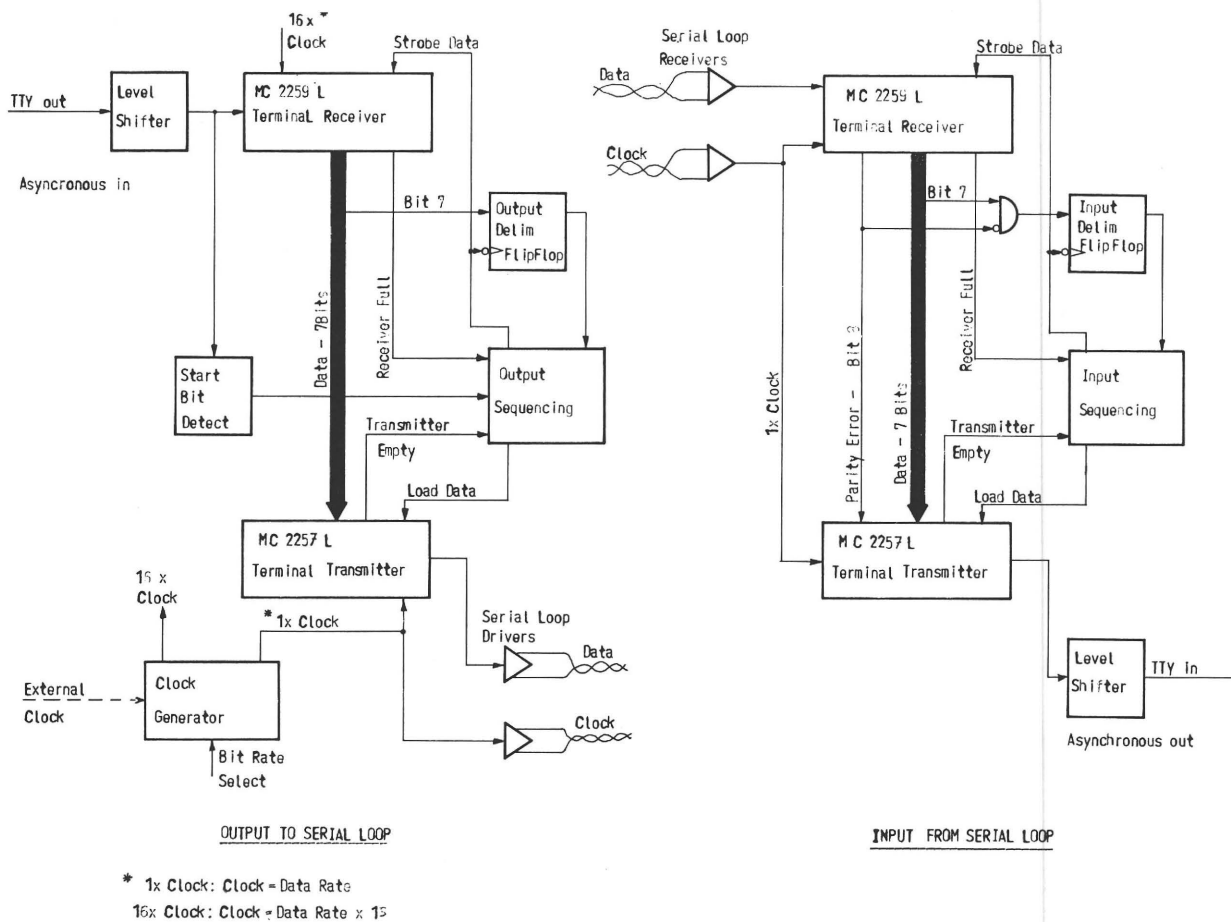 16x *
Clock
Strobe Data
TTY out
Level
Shifter
MC 2259 L
Terminal Receiver
Asyncronous in
Bit 7
Output
Delim
FlipFlop
Data - 7Bits
Receiver Full
Start
Bit
Detect
Output
Sequencing
Transmitter
Empty
Load Data
MC 2257 L
Terminal Transmitter
16 x
Clock
* 1x Clock
Serial Loop
Drivers
Data
External
Clock
Clock
Generator
Clock
Bit Rate
Select
OUTPUT TO SERIAL LOOP
* 1x Clock: Clock = Data Rate
16x Clock: Clock = Data Rate x 16
Serial Loop
Receivers
Data
Strobe Data
MC 2259 L
Terminal Receiver
Clock
Bit 7
Input
Delim
FlipFlop
1x Clock
Parity Error - Bit 8
Data - 7 Bits
Receiver Full
Input
Sequencing
Transmitter
Empty
Load Data
MC 2257 L
Terminal Transmitter
Level
Shifter
TTY in
Asynchronous out
INPUT FROM SERIAL LOOP